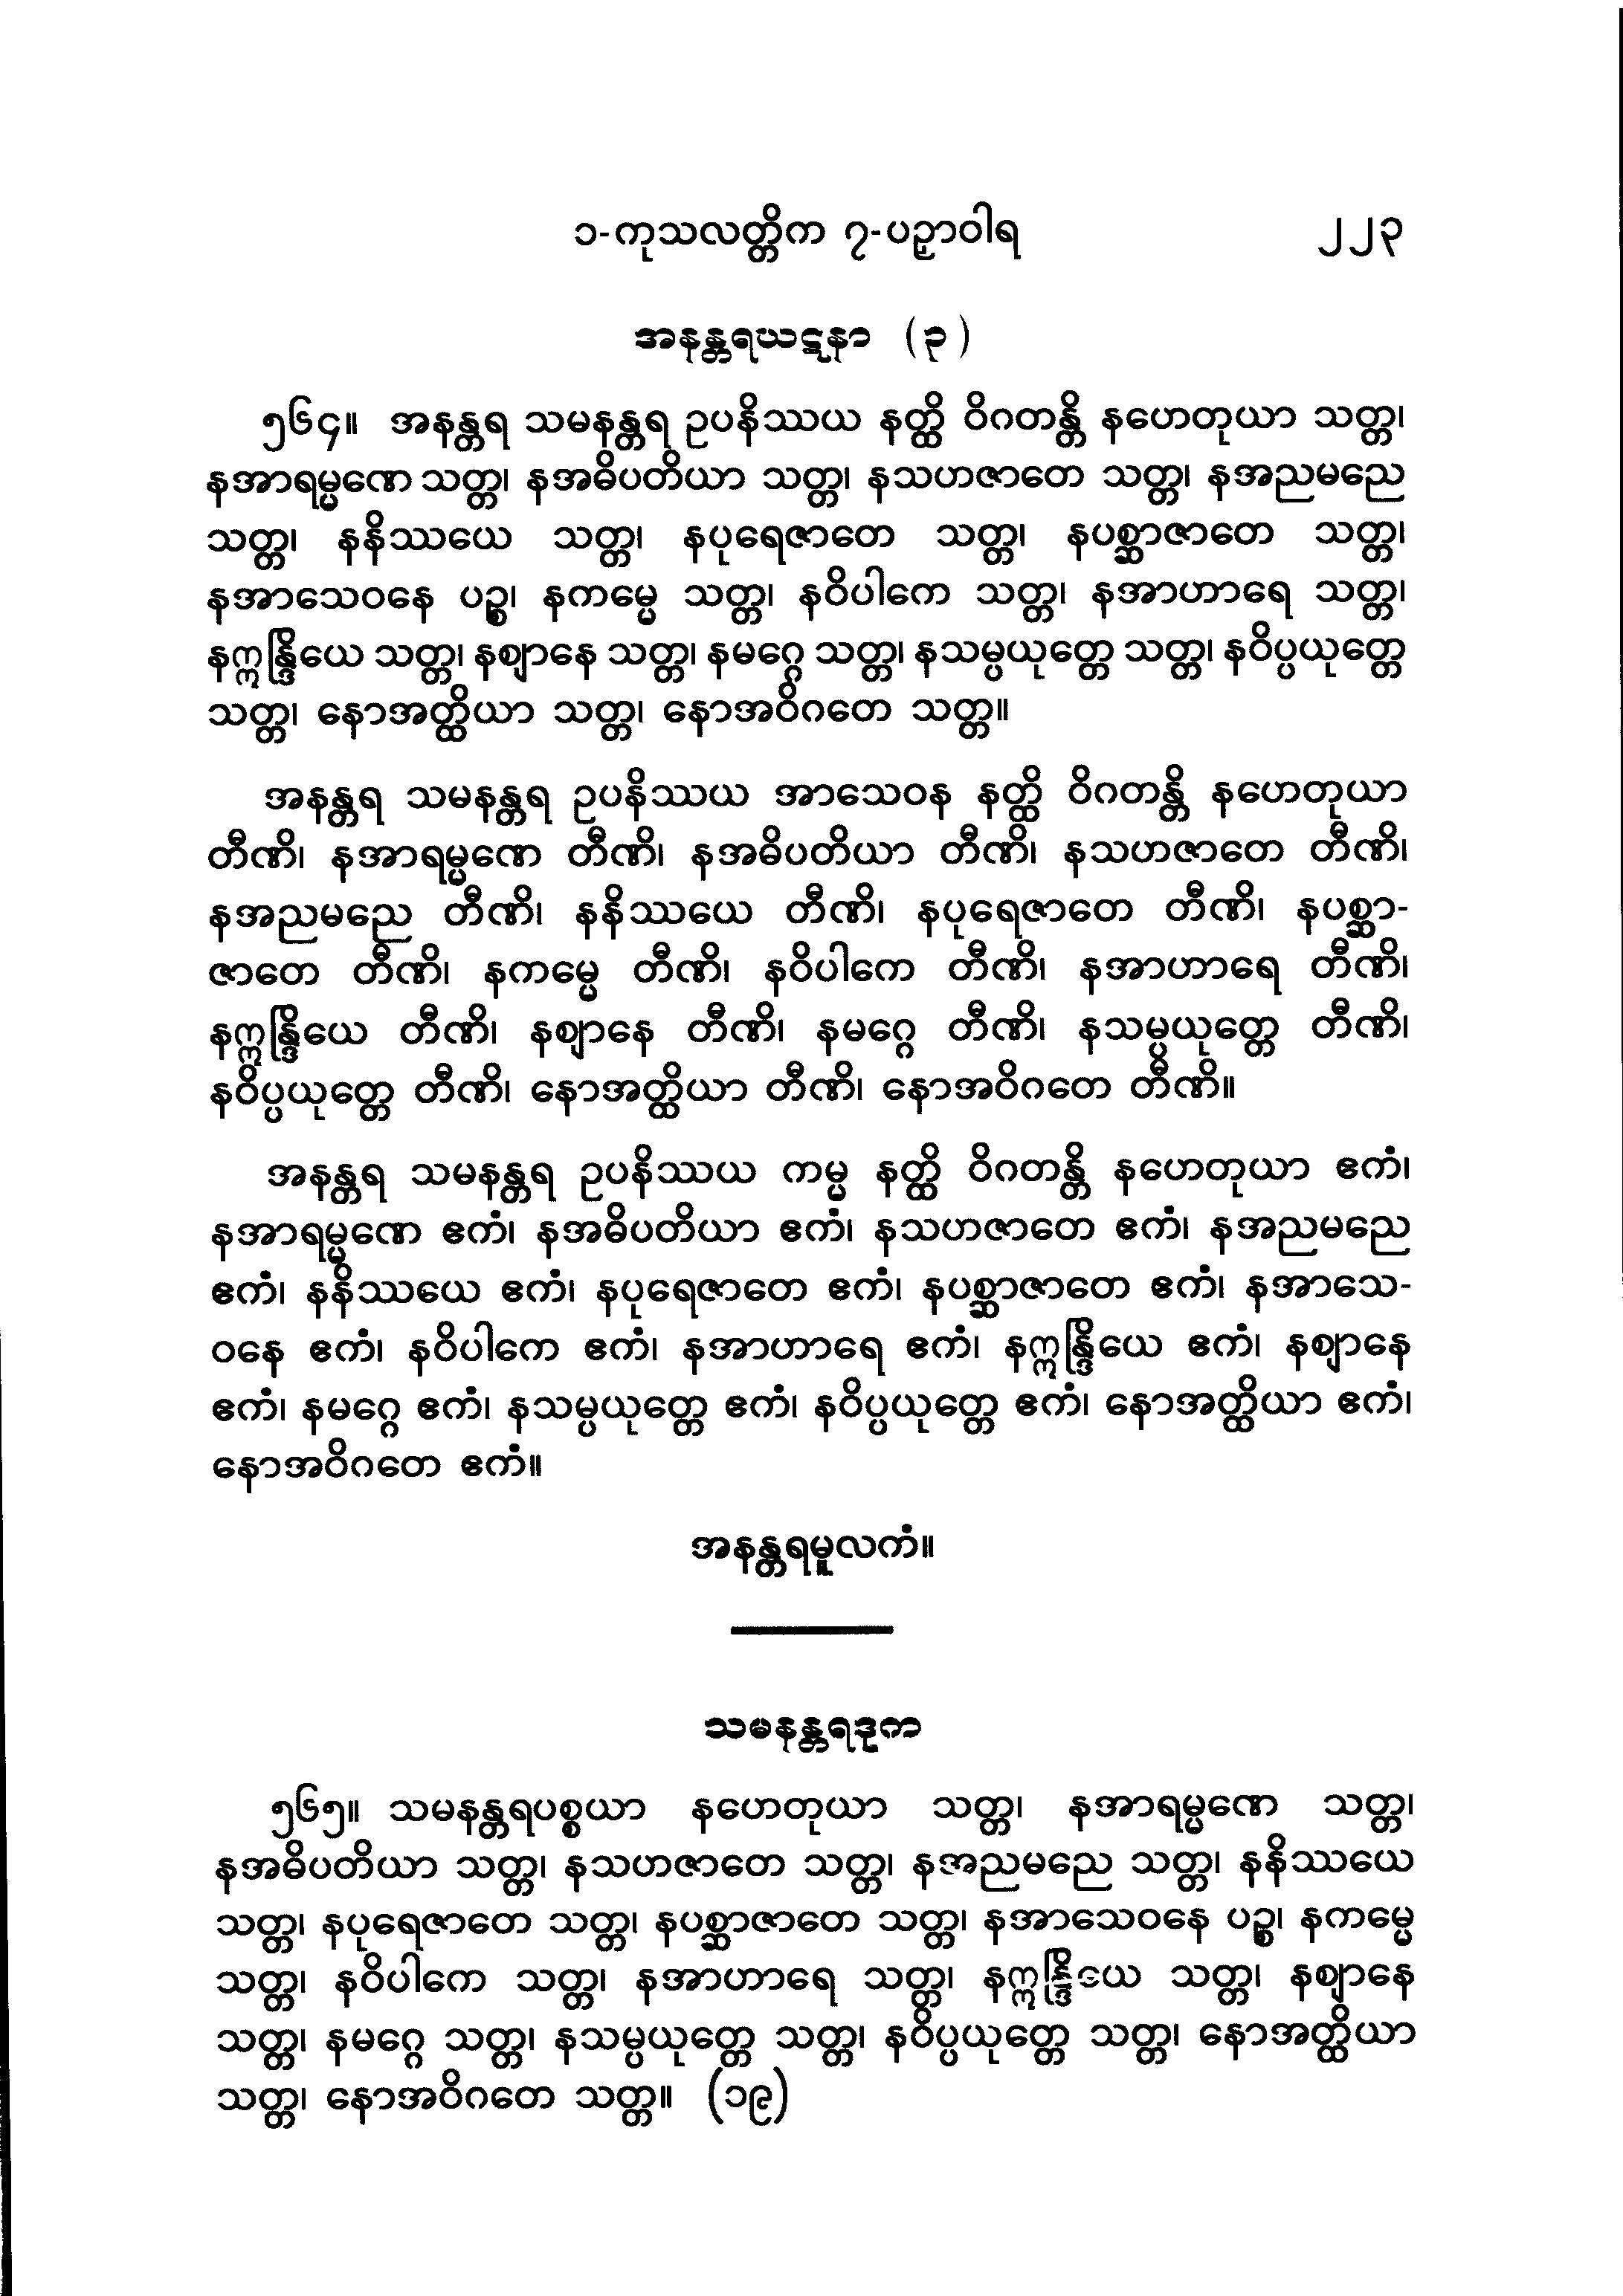 ၁-ကုသလတ္တိက ၇-ပဉှာဝါရ ၂၂၃
အနန္တရဃဋနာ (၃)
၅၆၄။ အနန္တရ သမနန္တရ ဥပနိဿယ နတ္ထိ ဝိဂတန္တိ နဟေတုယာ သတ္တ၊
နအာရမ္မဏေ သတ္တ၊ နအဓိပတိယာ သတ္တ၊ နသဟဇာတေ သတ္တ၊ နအညမညေ
သတ္တ၊ နနိဿယေ သတ္တ၊ နပုရေဇာတေ သတ္တ၊ နပစ္ဆာဇာတေ သတ္တ၊
နအာသေဝနေ ပဉ္စ၊ နကမ္မေ သတ္တ၊ နဝိပါကေ သတ္တ၊ နအာဟာရေ သတ္တ၊
နဣန္ဒြိယေ သတ္တ၊ နဈာနေ သတ္တ၊ နမဂ္ဂေ သတ္တ၊ နသမ္ပယုတ္တေ သတ္တ၊ နဝိပ္ပယုတ္တေ
သတ္တ၊ နောအတ္ထိယာ သတ္တ၊ နောအဝိဂတေ သတ္တ။
အနန္တရ သမနန္တရ ဥပနိဿယ အာသေဝန နတ္ထိ ဝိဂတန္တိ နဟေတုယာ
တီဏိ၊ နအာရမ္မဏေ တီဏိ၊ နအဓိပတိယာ တီဏိ၊ နသဟဇာတေ တီဏိ၊
နအညမညေ တီဏိ၊ နနိဿယေ တီဏိ၊ နပုရေဇာတေ တီဏိ၊ နပစ္ဆာ-
ဇာတေ တီဏိ၊ နကမ္မေ တီဏိ၊ နဝိပါကေ တီဏိ၊ နအာဟာရေ တီဏိ၊
နဣန္ဒြိယေ တီဏိ၊ နဈာနေ တီဏိ၊ နမဂ္ဂေ တီဏိ၊ နသမ္ပယုတ္တေ တီဏိ၊
နဝိပ္ပယုတ္တေ တီဏိ၊ နောအတ္ထိယာ တီဏိ၊ နောအဝိဂတေ တီဏိ။
အနန္တရ သမနန္တရ ဥပနိဿယ ကမ္မ နတ္ထိ ဝိဂတန္တိ နဟေတုယာ ဧကံ၊
နအာရမ္မဏေ ဧကံ၊ နအဓိပတိယာ ဧကံ၊ နသဟဇာတေ ဧကံ၊ နအညမညေ
ဧကံ၊ နနိဿယေ ဧကံ၊ နပုရေဇာတေ ဧကံ၊ နပစ္ဆာဇာတေ ဧကံ၊ နအာသေ-
ဝနေ ဧကံ၊ နဝိပါကေ ဧကံ၊ နအာဟာရေ ဧကံ၊ နဣန္ဒြိယေ ဧကံ၊ နဈာနေ
ဧကံ၊ နမဂ္ဂေ ဧကံ၊ နသမ္ပယုတ္တေ ဧကံ၊ နဝိပ္ပယုတ္တေ ဧကံ၊ နောအတ္ထိယာ ဧကံ၊
နောအဝိဂတေ ဧကံ။
အနန္တရမူလကံ။
သမနန္တရဒုက
၅၆၅။ သမနန္တရပစ္စယာ နဟေတုယာ သတ္တ၊ နအာရမ္မဏေ သတ္တ၊
နအဓိပတိယာ သတ္တ၊ နသဟဇာတေ သတ္တ၊ နအညမညေ သတ္တ၊ နနိဿယေ
သတ္တ၊ နပုရေဇာတေ သတ္တ၊ နပစ္ဆာဇာတေ သတ္တ၊ နအာသေဝနေ ပဉ္စ၊ နကမ္မေ
သတ္တ၊ နဝိပါကေ သတ္တ၊ နအာဟာရေ သတ္တ၊ နဣန္ဒြိယေ သတ္တ၊ နဈာနေ
သတ္တ၊ နမဂ္ဂေ သတ္တ၊ နသမ္ပယုတ္တေ သတ္တ၊ နဝိပ္ပယုတ္တေ သတ္တ၊ နောအတ္ထိယာ
သတ္တ၊ နောအဝိဂတေ သတ္တ။ (၁၉)